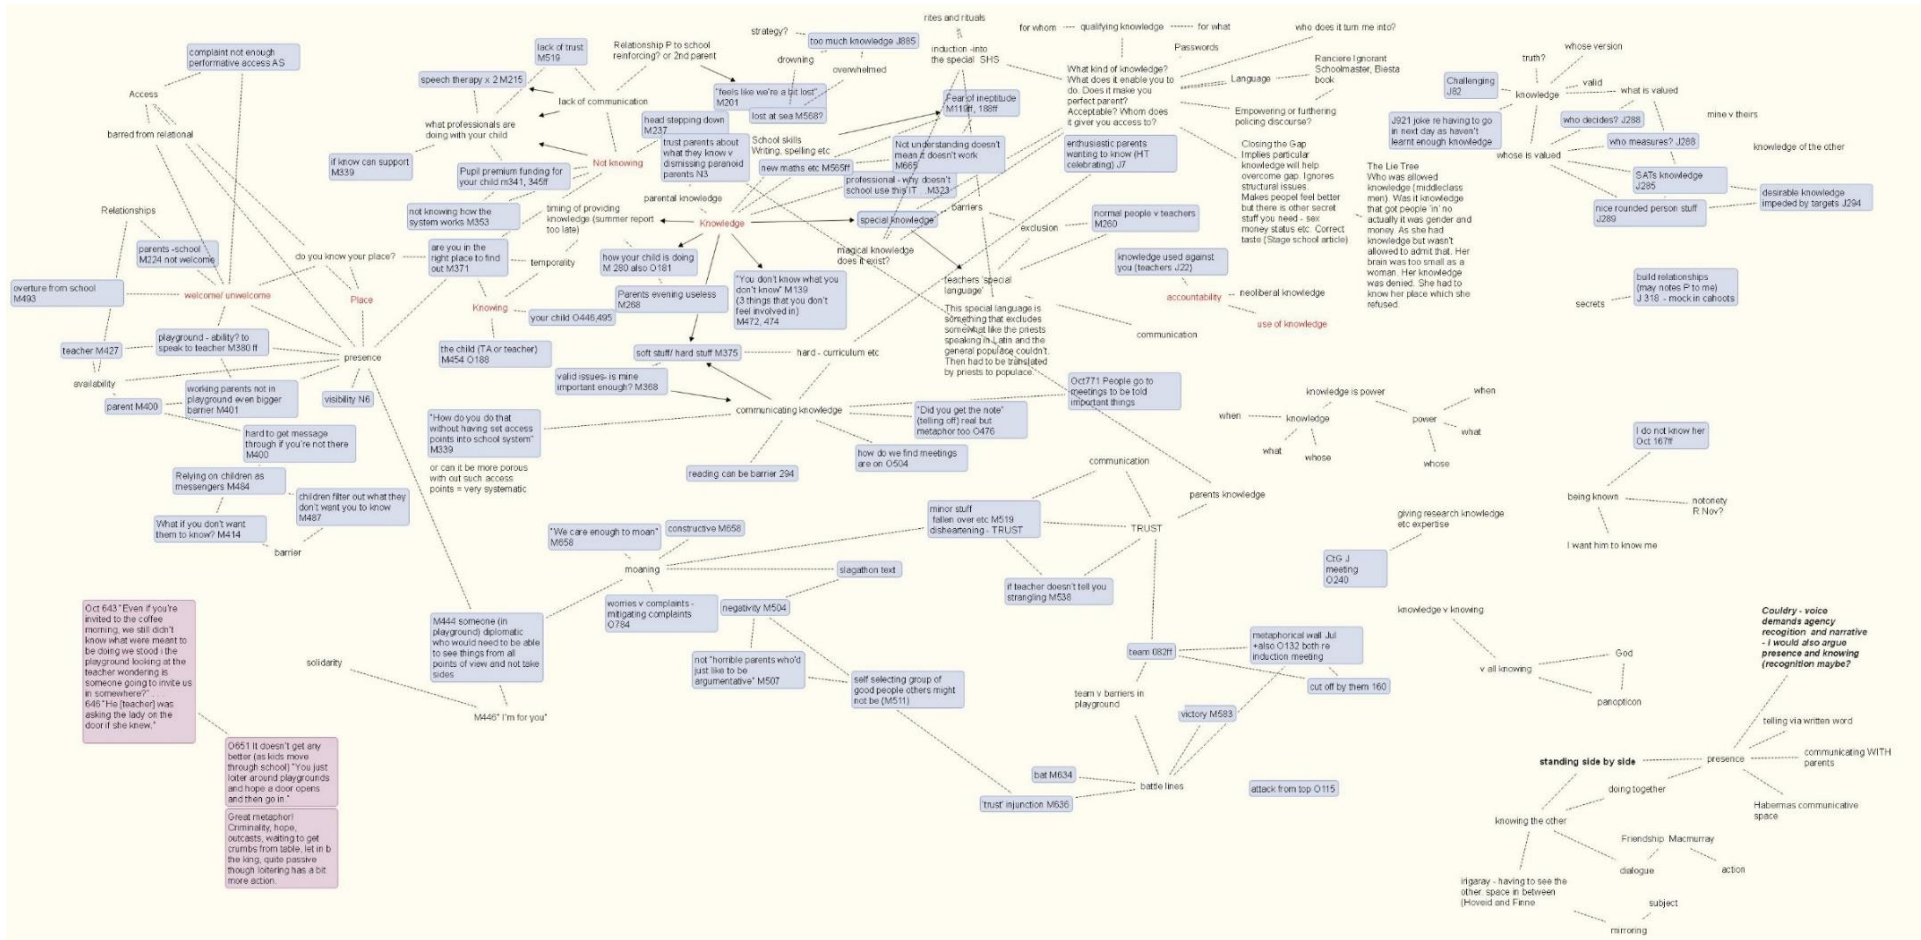 rites and rituals
for whom
qualifying knowledge
for what
who does it turn me into?
strategy?
too much knowledge J885
complaint not enough
performative access AS
lack of trust
M519
Relationship P to school
reinforcing? or 2nd parent
induction -into
the special SHS
Passwords
whose version
truth?
drowning
overwhelmed
speech therapy x 2 M215
What kind of knowledge?
What does it enable you to
do. Does it make you
perfect parent?
Acceptable? Whom does
it giver you access to?
Language
Ranciere Ignorant
Schoolmaster, Biesta
book
Challenging
J82
knowledge
valid
what is valued
Access
lack of communication
"feels like we're a bit lost"
M201
lost at sea M568?
Fear of ineptitude
M119ff, 188ff
Empowering or furthering
policing discourse?
J921 joke re having to go
in next day as haven't
learnt enough knowledge
who decides? J288
mine v theirs
barred from relational
what professionals are
doing with your child
head stepping down
M237
School skills
Writing, spelling etc
trust parents about
what they know v
dismissing paranoid
parents N3
Not understanding doesn't
mean it doesn't work
M665
enthusiestic parents
wanting to know (HT
celebrating) J7
Closing the Gap
Implies particular
knowledge will help
overcome gap. Ignores
structural issues.
Makes peopel feel better
but there is other secret
stuff you need - sex
money status etc. Correct
taste (Stage school article)
whose is valued
who measures? J288
knowledge of the other
if know can support
M339
Not knowing
new maths etc M565ff
professional - why doesn't
school use this IT .. M323
The Lie Tree
Who was allowed
knowledge (middleclass
men). Was it knowledge
that got people 'in' no
actually it was gender and
money. As she had
knowledge but wasn't
allowed to admit that. Her
brain was too small as a
woman. Her knowledge
was denied. She had to
know her place which she
refused.
SATs knowledge
J285
desirable knowledge
impeded by targets J294
nice rounded person stuff
J289
Pupil premium funding for
your child m341, 345ff
parental knowledge
Relationships
not knowing how the
system works M353
timing of providing
knowledge (summer report
too late)
Knowledge
special knowledge
barriers
exclusion
normal people v teachers
M260
parents -school
M224 not welcome
do you know your place?
are you in the
right place to find
out M371
temporality
how your child is doing
M 280 also O181
magical knowledge
does it exist?
knowledge used against
you (teachers J22)
overture from school
M493
welcome/ unwelcome
Place
"You don't know what you
don't know" M139
(3 things that you don't
feel involved in)
M472, 474
teachers 'special
language'
accountability
neoliberal knowledge
use of knowledge
secrets
build relationships
(may notes P to me)
J 318 - mock in cahoots
Knowing
your child O446,495
Parents evening useless
M268
This special language is
something that excludes
somewhat like the priests
speaking in Latin and the
general populace couldn't.
Then had to be translated
by priests to populace.
communication
teacher M427
playground - ability? to
speak to teacher M380 ff
presence
the child (TA or teacher)
M454 O188
soft stuff/ hard stuff M375
hard - curriculum etc
availability
parent M400
working parents not in
playground even bigger
barrier M401
visibility N6
valid issues- is mine
important enough? M368
Oct771 People go to
meetings to be told
important things
knowledge is power
when
"How do you do that
without having set access
points into school system"
M339
communicating knowledge
"Did you get the note"
(telling off) real but
metaphor too O476
when
knowledge
power
what
hard to get message
through if you're not there
M400
I do not know her
Oct 167ff
how do we find meetings
are on O504
what
whose
whose
or can it be more porous
with out such access
points = very systematic
reading can be barrier 294
communication
Relying on children as
messengers M484
children filter out what they
don't want you to know
M487
parents knowledge
being known
notoriety
R Nov?
What if you don't want
them to know? M414
barrier
"We care enough to moan"
M658
constructive M658
minor stuff
fallen over etc M519
disheartening - TRUST
TRUST
giving research knowledge
etc expertise
I want him to know me
moaning
slagathon text
if teacher doesn't tell you
strangling M538
CtG J
meeting
O240
Oct 643 "Even if you're
invited to the coffee
morning, we still didn't
know what were meant to
be doing we stood i the
playground looking at the
teacher wondering is
someone going to invite us
in somewhere?" . . .
646 "He [teacher] was
asking the lady on the
door if she knew."
M444 someone (in
playground) diplomatic
who would need to be able
to see things from all
points of view and not take
sides
worries v complaints -
mitigating complaints
O784
negativity M504
knowledge v knowing
Couldry - voice
demands agency
recogition and narrative
- i would also argue
presence and knowing
(recognition maybe?
solidarity
not "horrible parents who'd
just like to be
argumentative" M507
team 082ff
metaphorical wall Jul
+also O132 both re
induction meeting
God
v all knowing
self selecting group of
good people others might
not be (M511)
cut off by them 160
panopticon
M446" I'm for you"
team v barriers in
playground
victory M583
telling via written word
O651 It doesn't get any
better (as kids move
through school) "You just
loiter around playgrounds
and hope a door opens
and then go in."
standing side by side
presence
communicating WITH
parents
bat M634
battle lines
attack from top O115
doing together
'trust' injunction M636
Habermas communicative
space
Great metaphor!
Criminality, hope,
outcasts, waiting to get
crumbs from table, let in b
the king, quite passive
though loitering has a bit
more action.
knowing the other
Friendship Macmurray
dialogue
action
irigaray - having to see the
other, space in between
(Hoveid and Finne
subject
mirroring